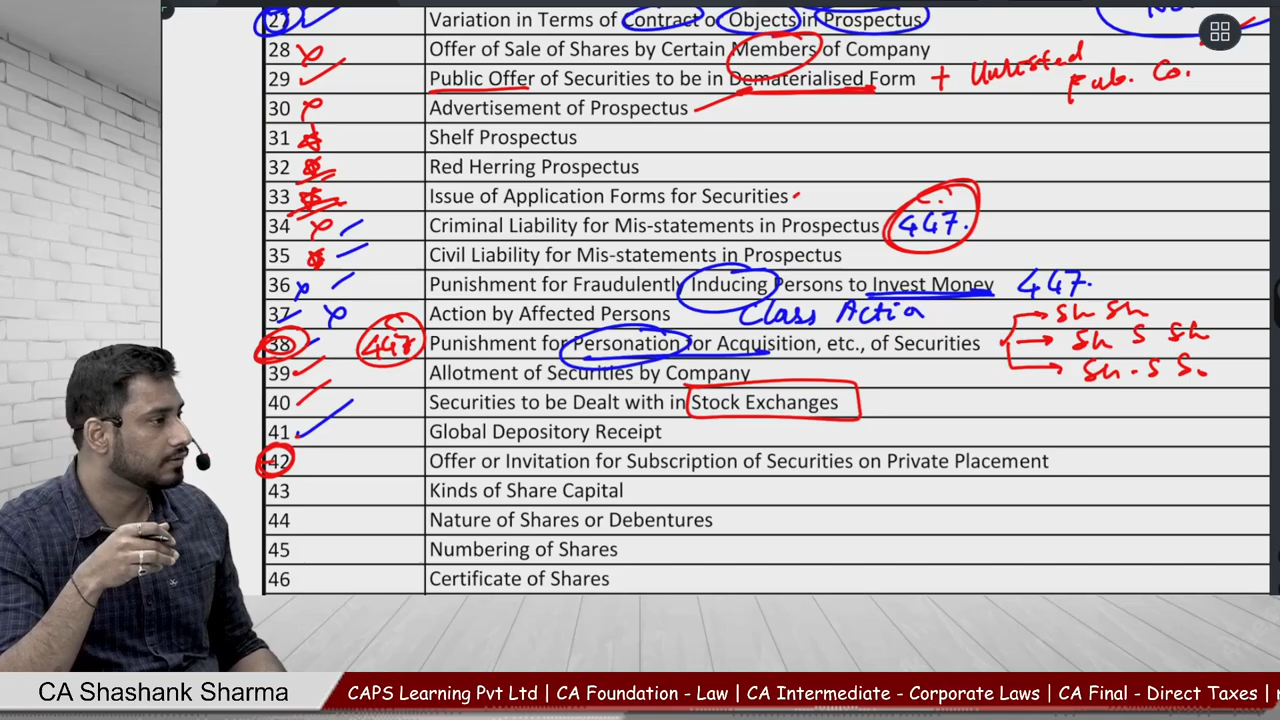 27 Variation in Terms of Contract or Objects in Prospectus
28 Offer of Sale of Shares by Certain Members of Company
29 Public Offer of Securities to be in Dematerialised Form + Unlisted Pub. Co.
30 Advertisement of Prospectus
31 Shelf Prospectus
32 Red Herring Prospectus
33 Issue of Application Forms for Securities
34 Criminal Liability for Mis-statements in Prospectus 447.
35 Civil Liability for Mis-statements in Prospectus
36 Punishment for Fraudulently Inducing Persons to Invest Money 447.
37 Action by Affected Persons Class Action Sh Sh
38 447 Punishment for Personation for Acquisition, etc., of Securities Sh S Sh
39 Allotment of Securities by Company Sh. S S.
40 Securities to be Dealt with in Stock Exchanges
41 Global Depository Receipt
42 Offer or Invitation for Subscription of Securities on Private Placement
43 Kinds of Share Capital
44 Nature of Shares or Debentures
45 Numbering of Shares
46 Certificate of Shares
CA Shashank Sharma CAPS Learning Pvt Ltd | CA Foundation - Law | CA Intermediate - Corporate Laws | CA Final - Direct Taxes |